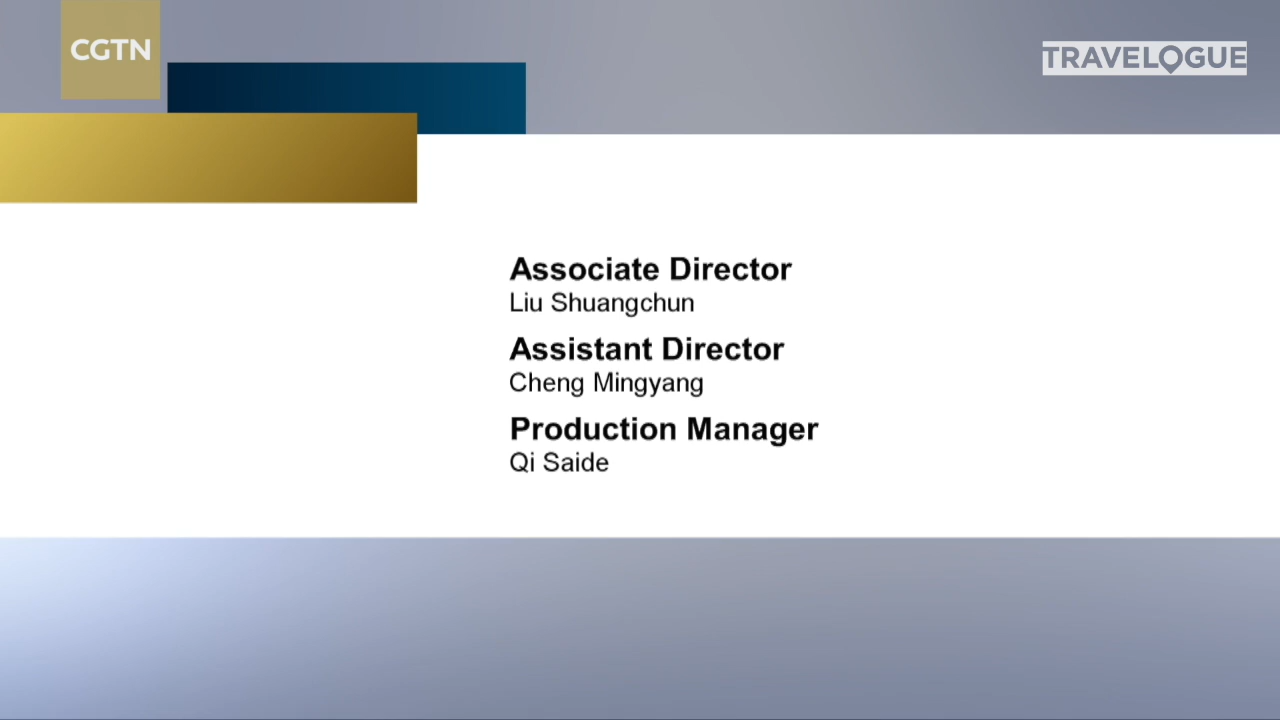 CGTN
TRAVELOGUE
Associate Director
Liu Shuangchun
Assistant Director
Cheng Mingyang
Production Manager
Qi Saide